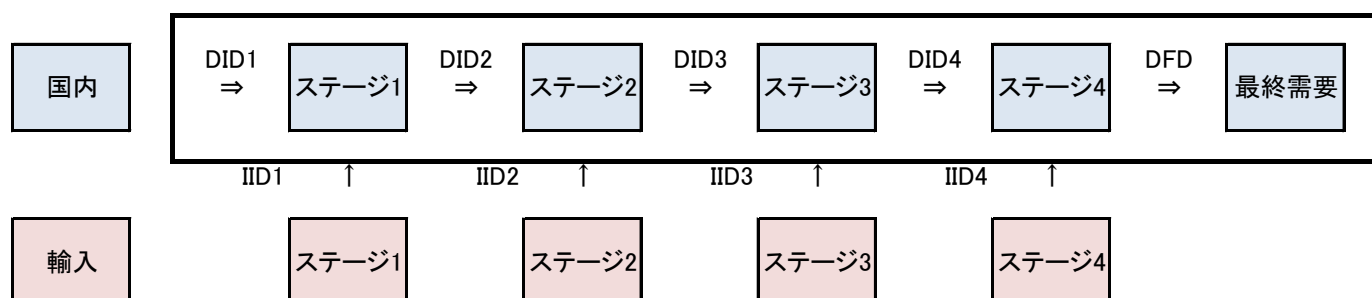 DID1 DID2 DID3 DID4 DFD
国内 ⇒ ステージ1 ⇒ ステージ2 ⇒ ステージ3 ⇒ ステージ4 ⇒ 最終需要
IID1 ↑ IID2 ↑ IID3 ↑ IID4 ↑
輸入 ステージ1 ステージ2 ステージ3 ステージ4